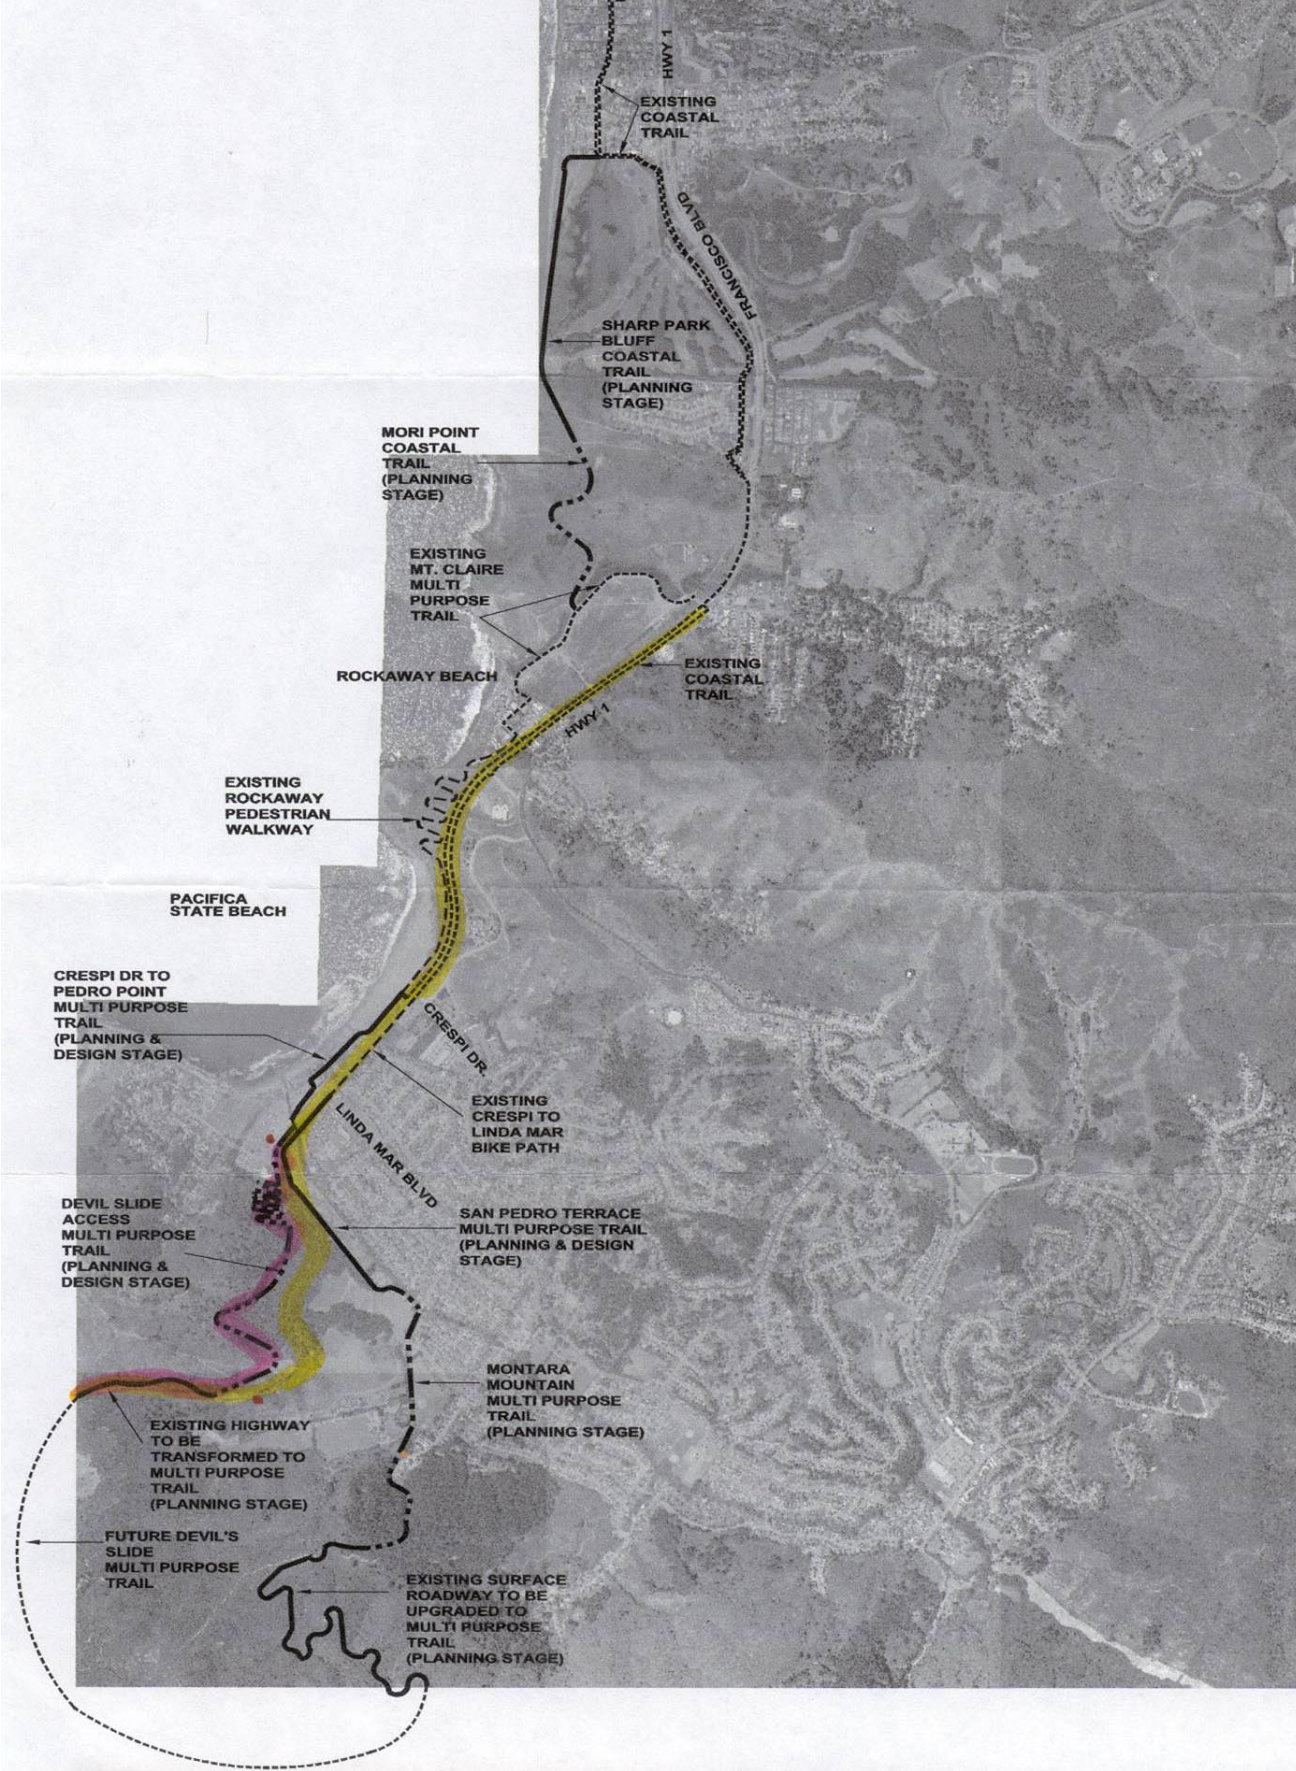 HWY 1
EXISTING
COASTAL
TRAIL
FRANCISCO BLVD
SHARP PARK
BLUFF
COASTAL
TRAIL
(PLANNING
STAGE)
MORI POINT
COASTAL
TRAIL
(PLANNING
STAGE)
EXISTING
MT. CLAIRE
MULTI
PURPOSE
TRAIL
ROCKAWAY BEACH
EXISTING
COASTAL
TRAIL
HWY 1
EXISTING
ROCKAWAY
PEDESTRIAN
WALKWAY
PACIFICA
STATE BEACH
CRESPI DR TO
PEDRO POINT
MULTI PURPOSE
TRAIL
(PLANNING &
DESIGN STAGE)
CRESPI DR.
EXISTING
CRESPI TO
LINDA MAR
BIKE PATH
LINDA MAR BLVD
DEVIL SLIDE
ACCESS
MULTI PURPOSE
TRAIL
(PLANNING &
DESIGN STAGE)
SAN PEDRO TERRACE
MULTI PURPOSE TRAIL
(PLANNING & DESIGN
STAGE)
MONTARA
MOUNTAIN
MULTI PURPOSE
TRAIL
(PLANNING STAGE)
EXISTING HIGHWAY
TO BE
TRANSFORMED TO
MULTI PURPOSE
TRAIL
(PLANNING STAGE)
FUTURE DEVIL'S
SLIDE
MULTI PURPOSE
TRAIL
EXISTING SURFACE
ROADWAY TO BE
UPGRADED TO
MULTI PURPOSE
TRAIL
(PLANNING STAGE)